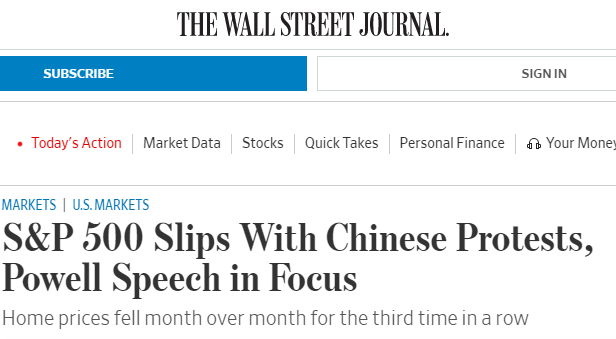 THE WALL STREET JOURNAL.
SUBSCRIBE SIGN IN
• Today's Action | Market Data | Stocks | Quick Takes | Personal Finance | Your Money
MARKETS | U.S. MARKETS
S&P 500 Slips With Chinese Protests,
Powell Speech in Focus
Home prices fell month over month for the third time in a row